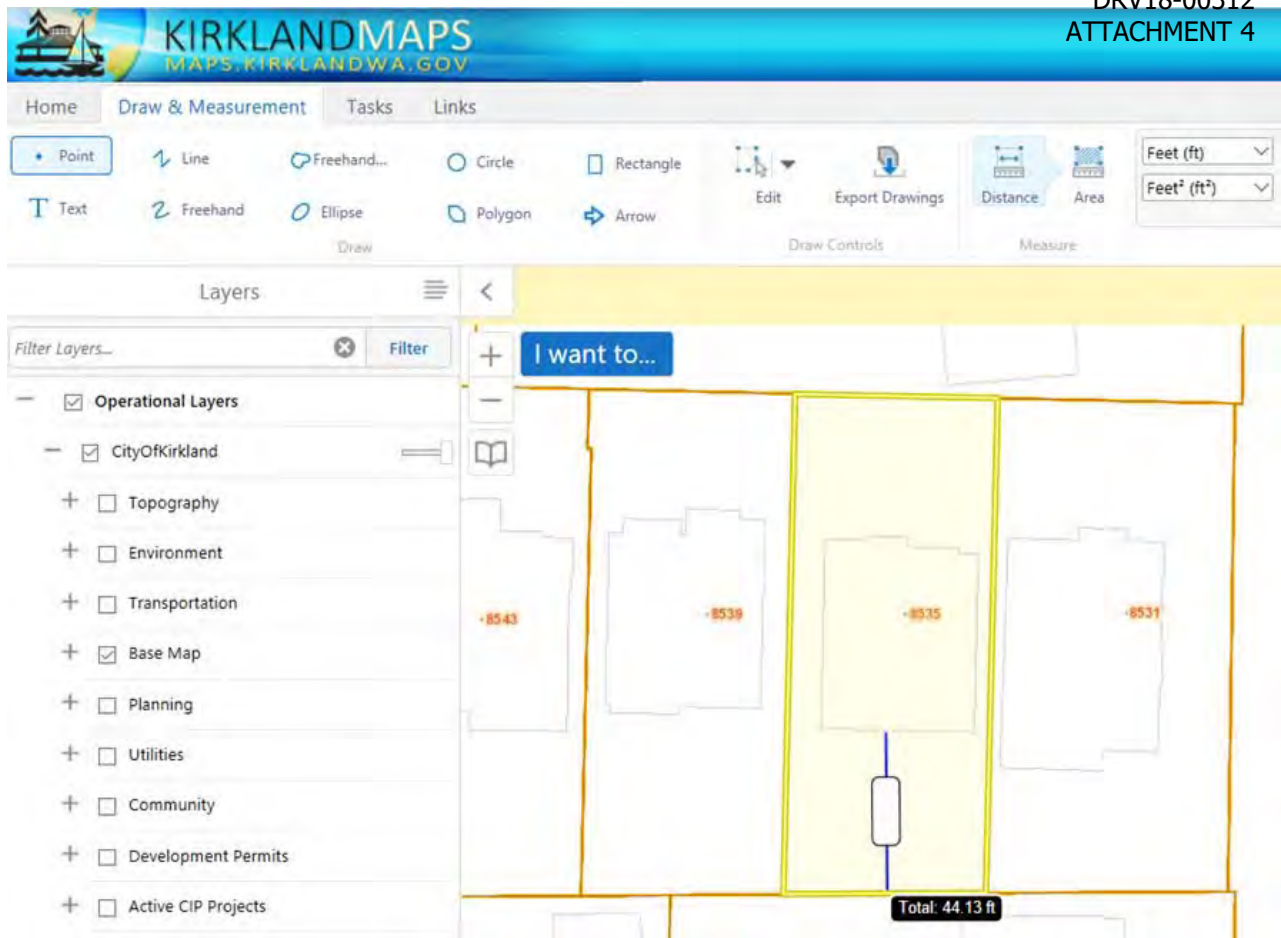 ATTACHMENT 4
KIRKLANDMAPS
MAPS.KIRKLANDWA.GOV
Home Draw & Measurement Tasks Links
Point Line Freehand... Circle Rectangle
Text Freehand Ellipse Polygon Arrow
Edit Export Drawings Distance Area
Feet (ft)
Feet² (ft²)
Draw Draw Controls Measure
Layers
Filter Layers... Filter
I want to...
Operational Layers
CityOfKirkland
Topography
Environment
Transportation
Base Map
Planning
Utilities
Community
Development Permits
Active CIP Projects
8543 8539 8535 8531
Total: 44.13 ft